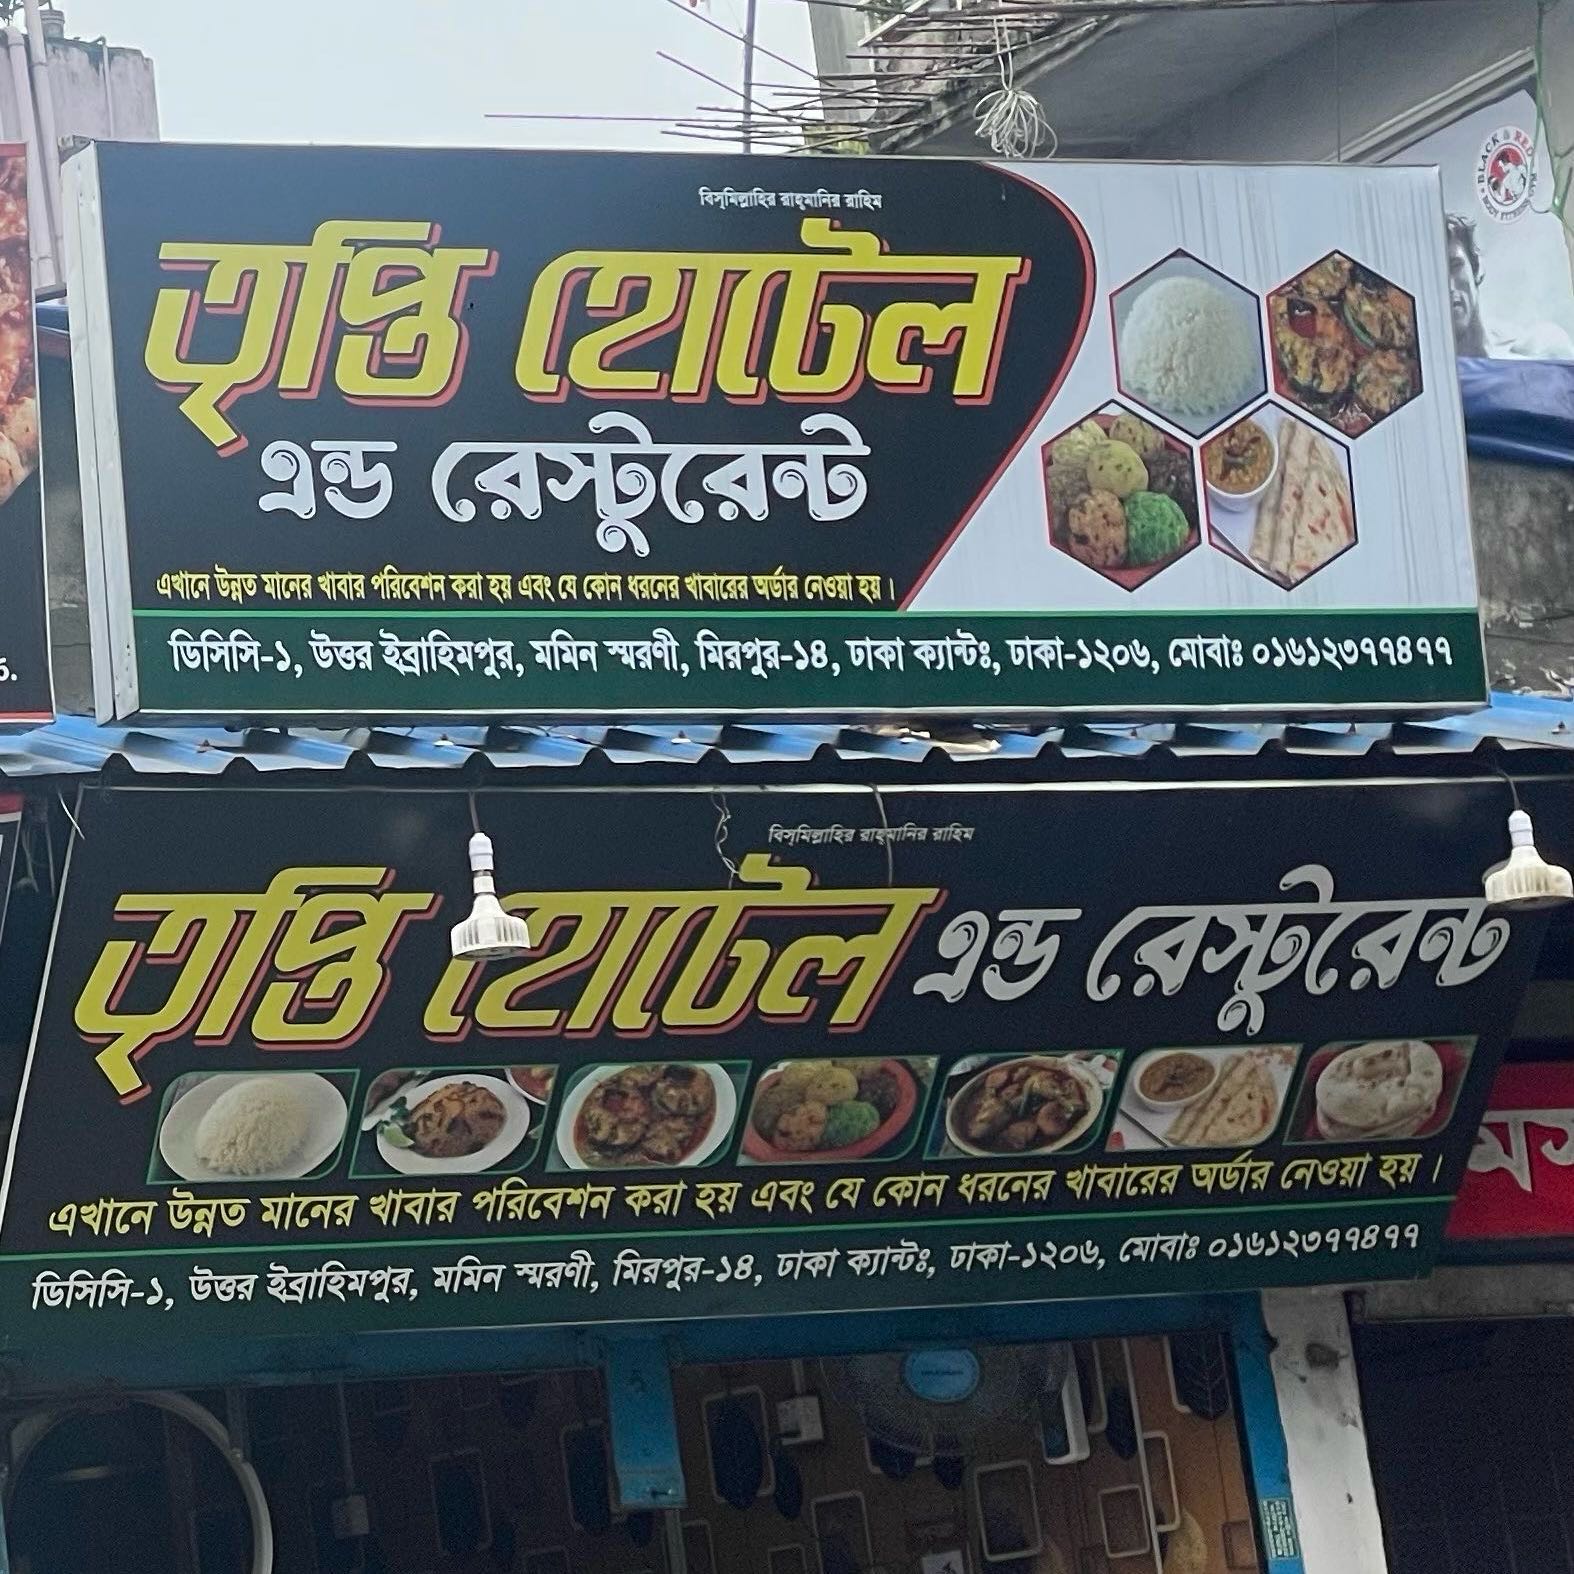 বিস্‌মিল্লাহির রাহ্‌মানির রাহিম
তৃপ্তি হোটেল
এন্ড রেস্টুরেন্ট
এখানে উন্নত মানের খাবার পরিবেশন করা হয় এবং যে কোন ধরনের খাবারের অর্ডার নেওয়া হয়।
ডিসিসি-১, উত্তর ইব্রাহিমপুর, মমিন স্মরণী, মিরপুর-১৪, ঢাকা ক্যান্টঃ, ঢাকা-১২০৬, মোবাঃ ০১৬১২৩৭৭৪৭৭
BLACK & RED
বিস্‌মিল্লাহির রাহ্‌মানির রাহিম
তৃপ্তি হোটেল এন্ড রেস্টুরেন্ট
এখানে উন্নত মানের খাবার পরিবেশন করা হয় এবং যে কোন ধরনের খাবারের অর্ডার নেওয়া হয়।
ডিসিসি-১, উত্তর ইব্রাহিমপুর, মমিন স্মরণী, মিরপুর-১৪, ঢাকা ক্যান্টঃ, ঢাকা-১২০৬, মোবাঃ ০১৬১২৩৭৭৪৭৭